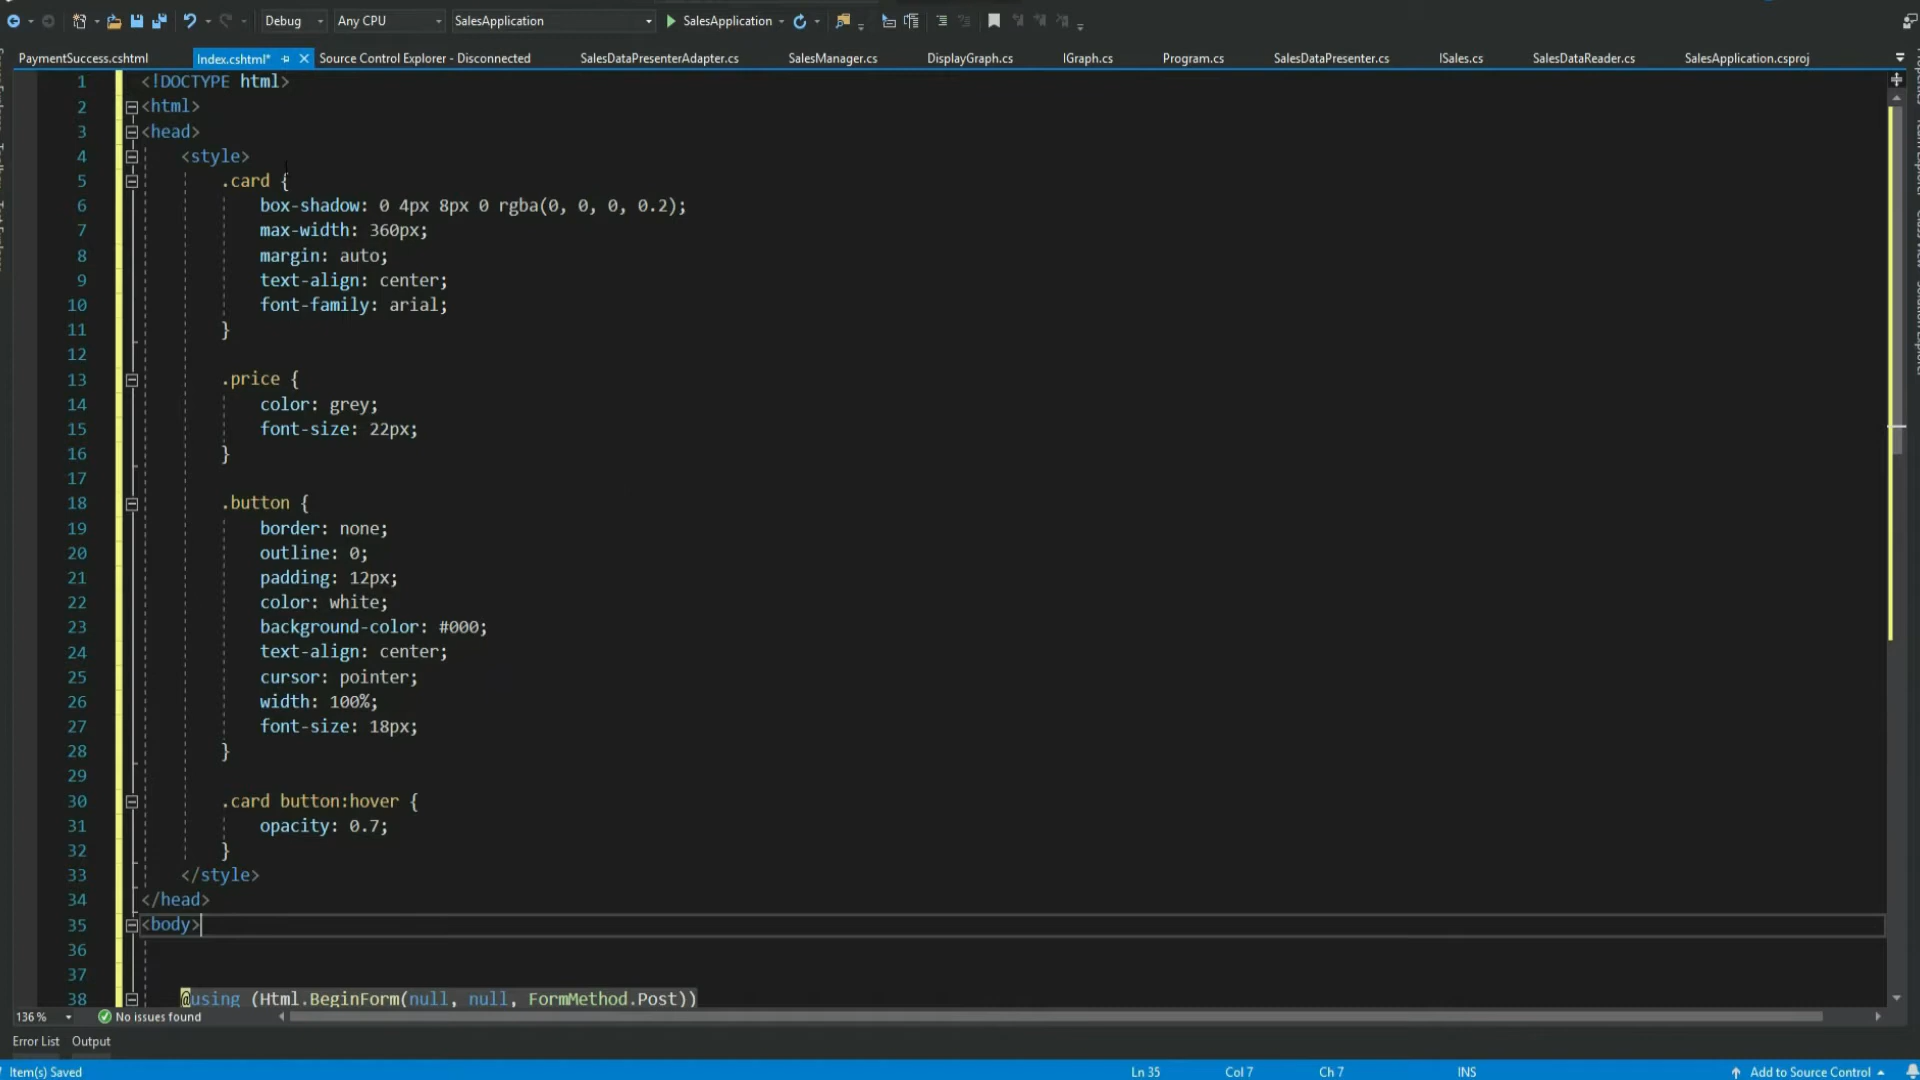 Debug Any CPU SalesApplication SalesApplication
PaymentSuccess.cshtml Index.cshtml* Source Control Explorer - Disconnected SalesDataPresenterAdapter.cs SalesManager.cs DisplayGraph.cs IGraph.cs Program.cs SalesDataPresenter.cs ISales.cs SalesDataReader.cs SalesApplication.csproj
1 <!DOCTYPE html>
2 <html>
3 <head>
4 <style>
5 .card {
6 box-shadow: 0 4px 8px 0 rgba(0, 0, 0, 0.2);
7 max-width: 360px;
8 margin: auto;
9 text-align: center;
10 font-family: arial;
11 }
12
13 .price {
14 color: grey;
15 font-size: 22px;
16 }
17
18 .button {
19 border: none;
20 outline: 0;
21 padding: 12px;
22 color: white;
23 background-color: #000;
24 text-align: center;
25 cursor: pointer;
26 width: 100%;
27 font-size: 18px;
28 }
29
30 .card button:hover {
31 opacity: 0.7;
32 }
33 </style>
34 </head>
35 <body>
36
37
38 @using (Html.BeginForm(null, null, FormMethod.Post))
136 % No issues found
Error List Output
Item(s) Saved Ln 35 Col 7 Ch 7 INS Add to Source Control